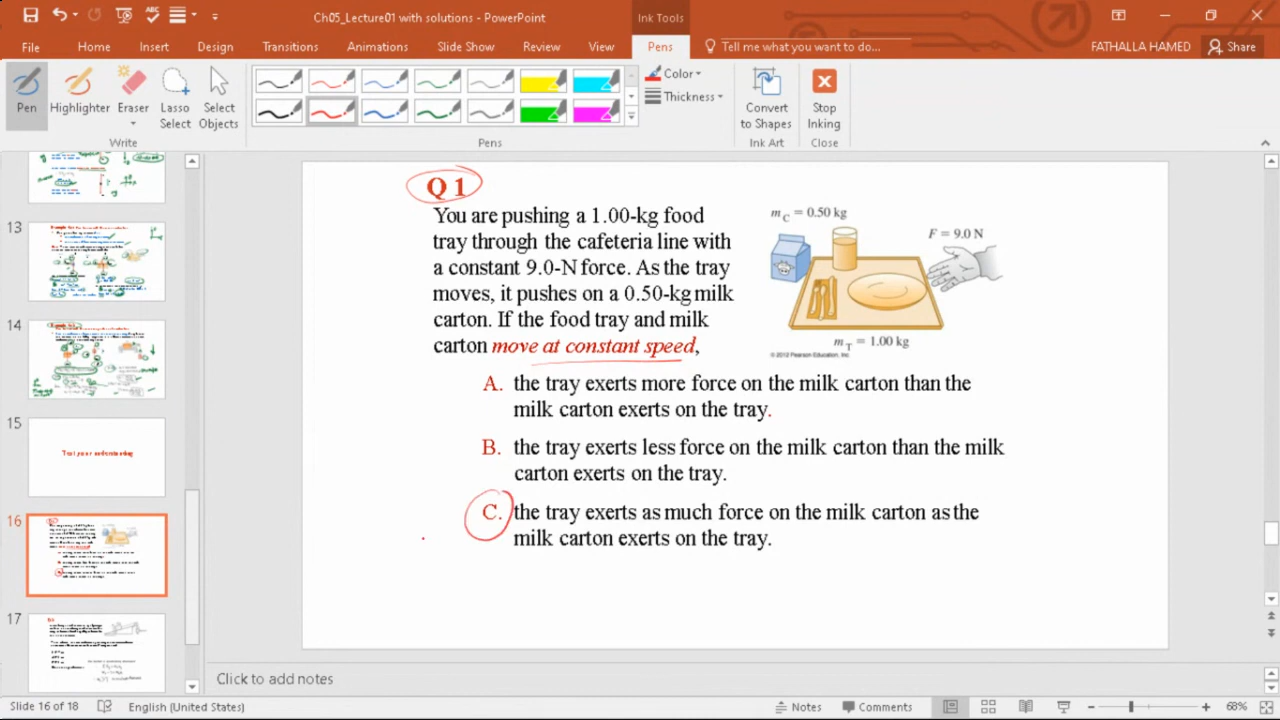 Ch05_Lecture01 with solutions - PowerPoint
Ink Tools
File
Home
Insert
Design
Transitions
Animations
Slide Show
Review
View
Pens
Tell me what you want to do...
FATHALLA HAMED
Share
Pen
Highlighter
Eraser
Lasso Select
Select Objects
Color
Thickness
Convert to Shapes
Stop Inking
Write
Pens
Ink Art
Close
4
15
Test your understanding
16
17
Q 1
You are pushing a 1.00-kg food
tray through the cafeteria line with
a constant 9.0-N force. As the tray
moves, it pushes on a 0.50-kg milk
carton. If the food tray and milk
carton move at constant speed,
m_C = 0.50 kg
m_T = 1.00 kg
© 2012 Pearson Education, Inc.
A. the tray exerts more force on the milk carton than the
milk carton exerts on the tray.
B. the tray exerts less force on the milk carton than the milk
carton exerts on the tray.
C. the tray exerts as much force on the milk carton as the
milk carton exerts on the tray.
Click to add notes
Slide 16 of 18
English (United States)
Notes
Comments
68%